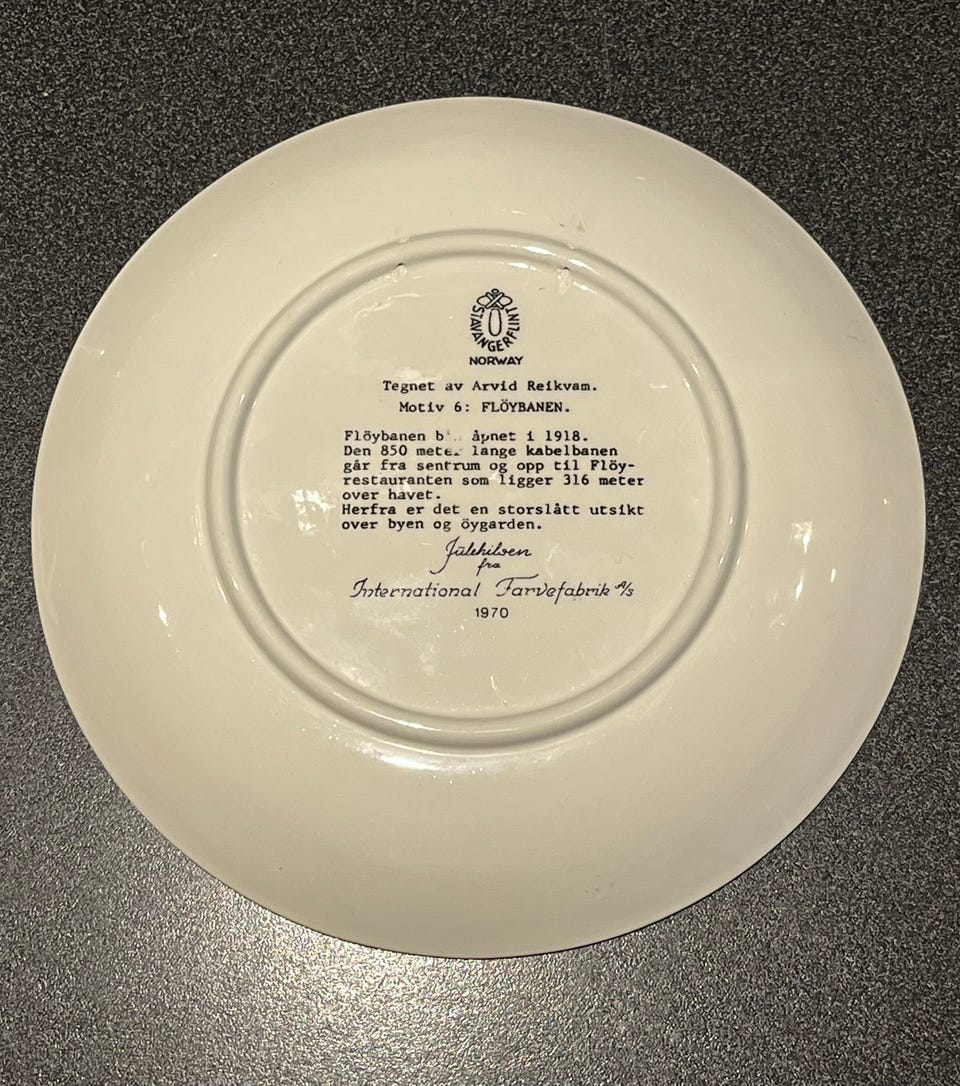 STAVANGERFLINT
NORWAY
Tegnet av Arvid Reikvam.
Motiv 6: FLÖYBANEN.
Flöybanen åpnet i 1918.
Den 850 meter lange kabelbanen
går fra sentrum og opp til Flöy-
restauranten som ligger 316 meter
over havet.
Herfra er det en storslått utsikt
over byen og öygarden.
Julehilsen
fra
International Farvefabrik A/S
1970